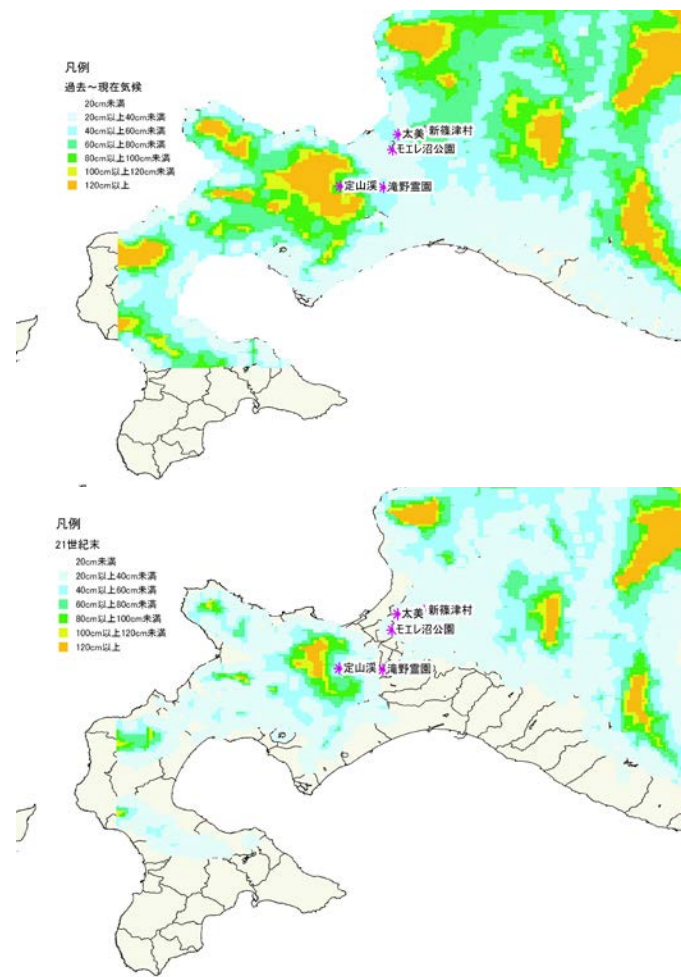 凡例
過去～現在気候
20cm未満
20cm以上40cm未満
40cm以上60cm未満
60cm以上80cm未満
80cm以上100cm未満
100cm以上120cm未満
120cm以上
太美 新篠津村
モエレ沼公園
定山渓 滝野霊園
凡例
21世紀末
20cm未満
20cm以上40cm未満
40cm以上60cm未満
60cm以上80cm未満
80cm以上100cm未満
100cm以上120cm未満
120cm以上
太美 新篠津村
モエレ沼公園
定山渓 滝野霊園